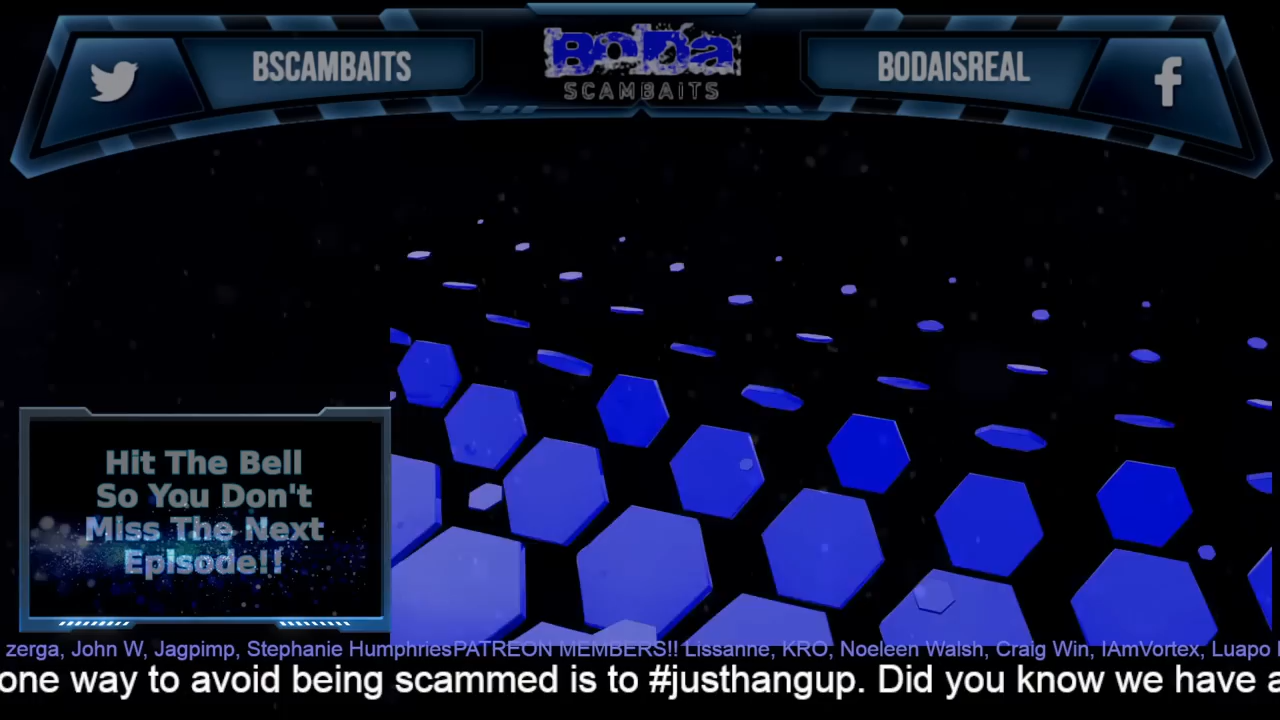 BSCAMBAITS
BoDa
SCAMBAITS
BODAISREAL
Hit The Bell
So You Don't
Miss The Next
Episode!!
zerga, John W, Jagpimp, Stephanie HumphriesPATREON MEMBERS!! Lissanne, KRO, Noeleen Walsh, Craig Win, IAmVortex, Luapo
one way to avoid being scammed is to #justhangup. Did you know we have a